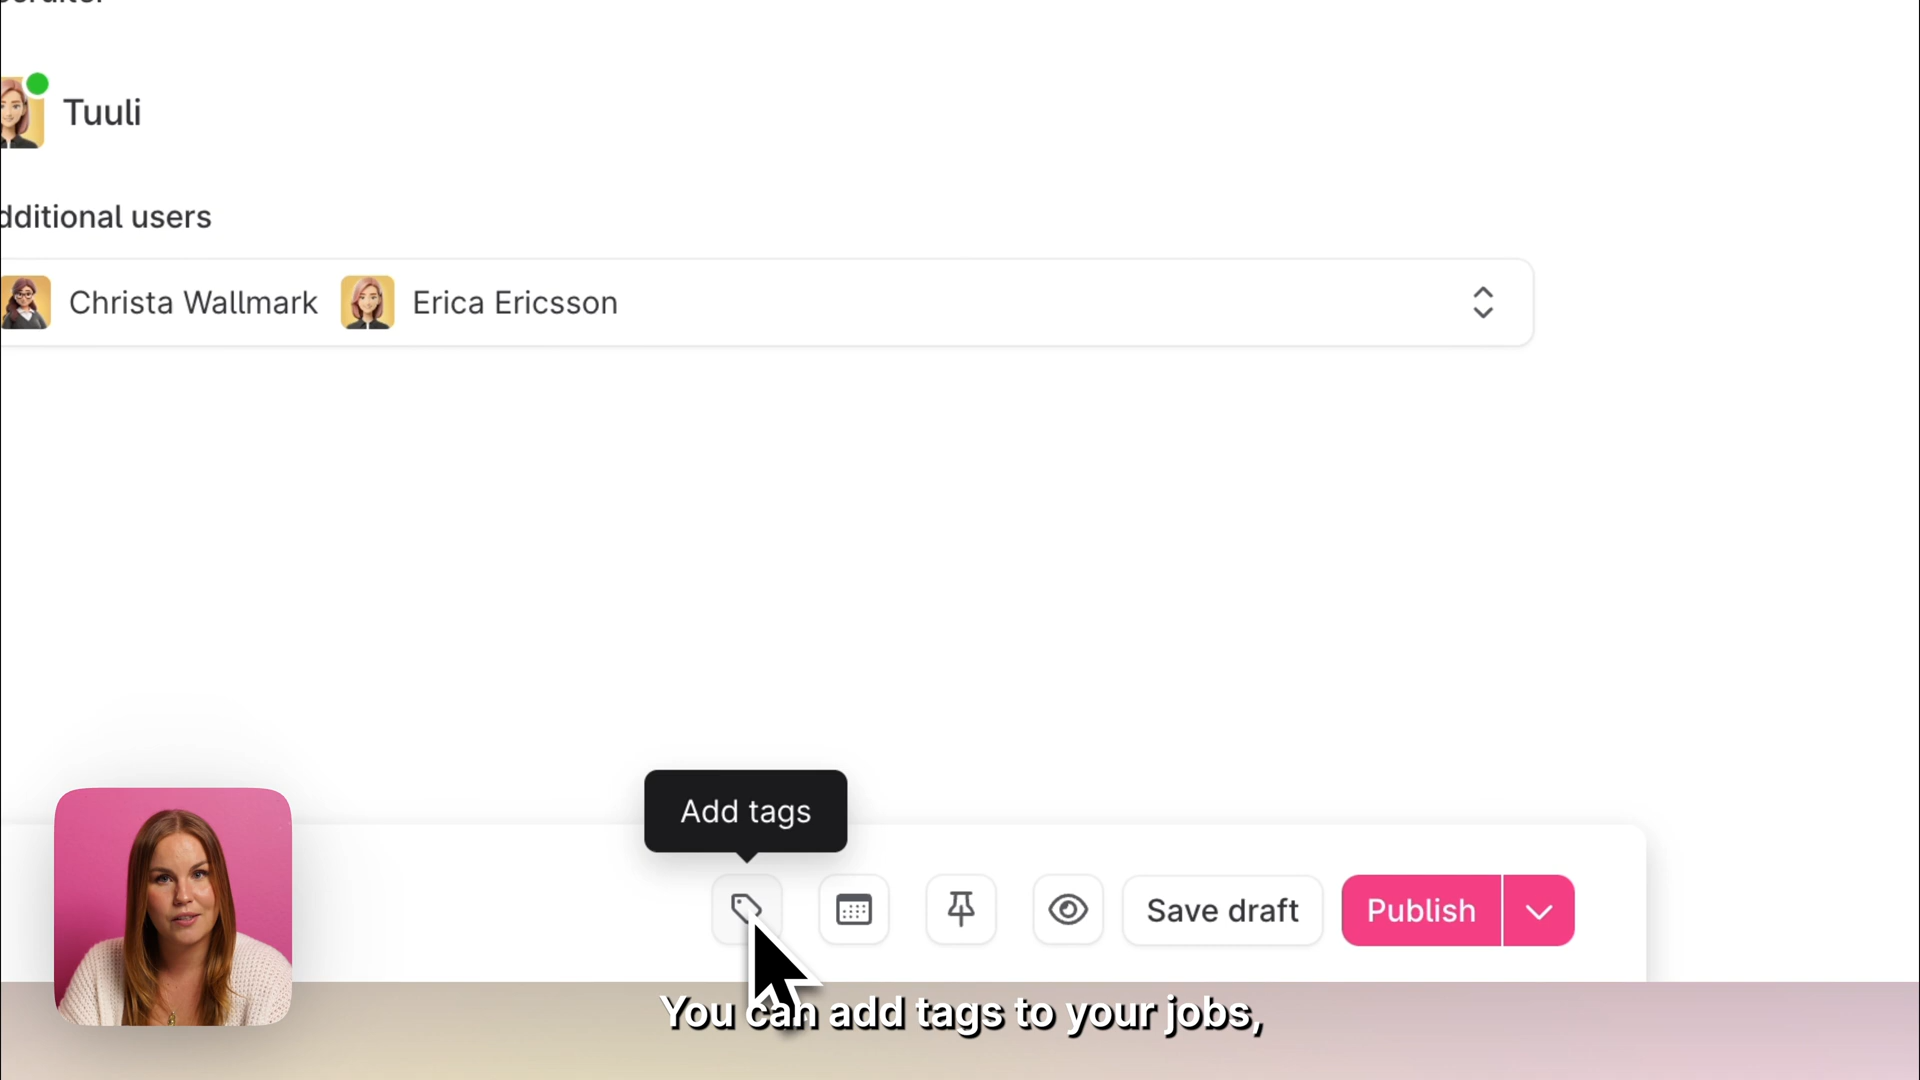 Tuuli
dditional users
Christa Wallmark Erica Ericsson
Add tags
Save draft Publish
You can add tags to your jobs,